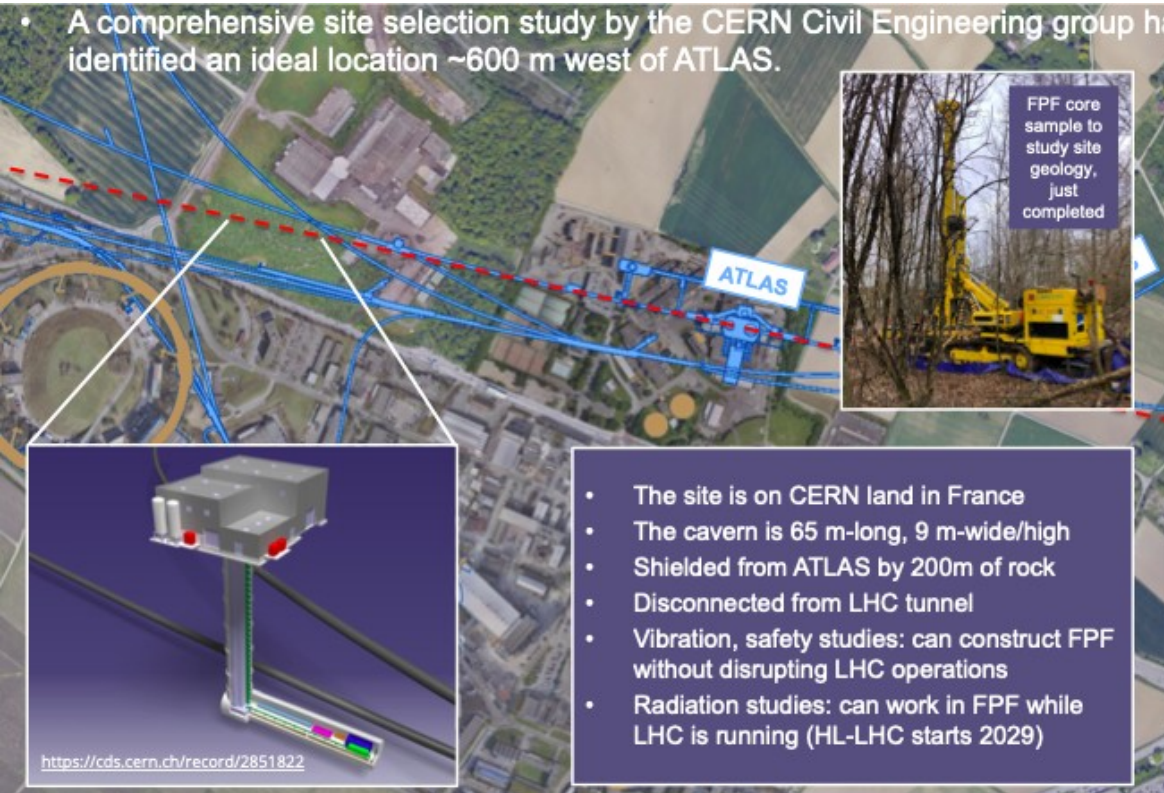 • A comprehensive site selection study by the CERN Civil Engineering group
identified an ideal location ~600 m west of ATLAS.
FPF core
sample to
study site
geology,
just
completed
ATLAS
• The site is on CERN land in France
• The cavern is 65 m-long, 9 m-wide/high
• Shielded from ATLAS by 200m of rock
• Disconnected from LHC tunnel
• Vibration, safety studies: can construct FPF
without disrupting LHC operations
• Radiation studies: can work in FPF while
LHC is running (HL-LHC starts 2029)
https://cds.cern.ch/record/2851822